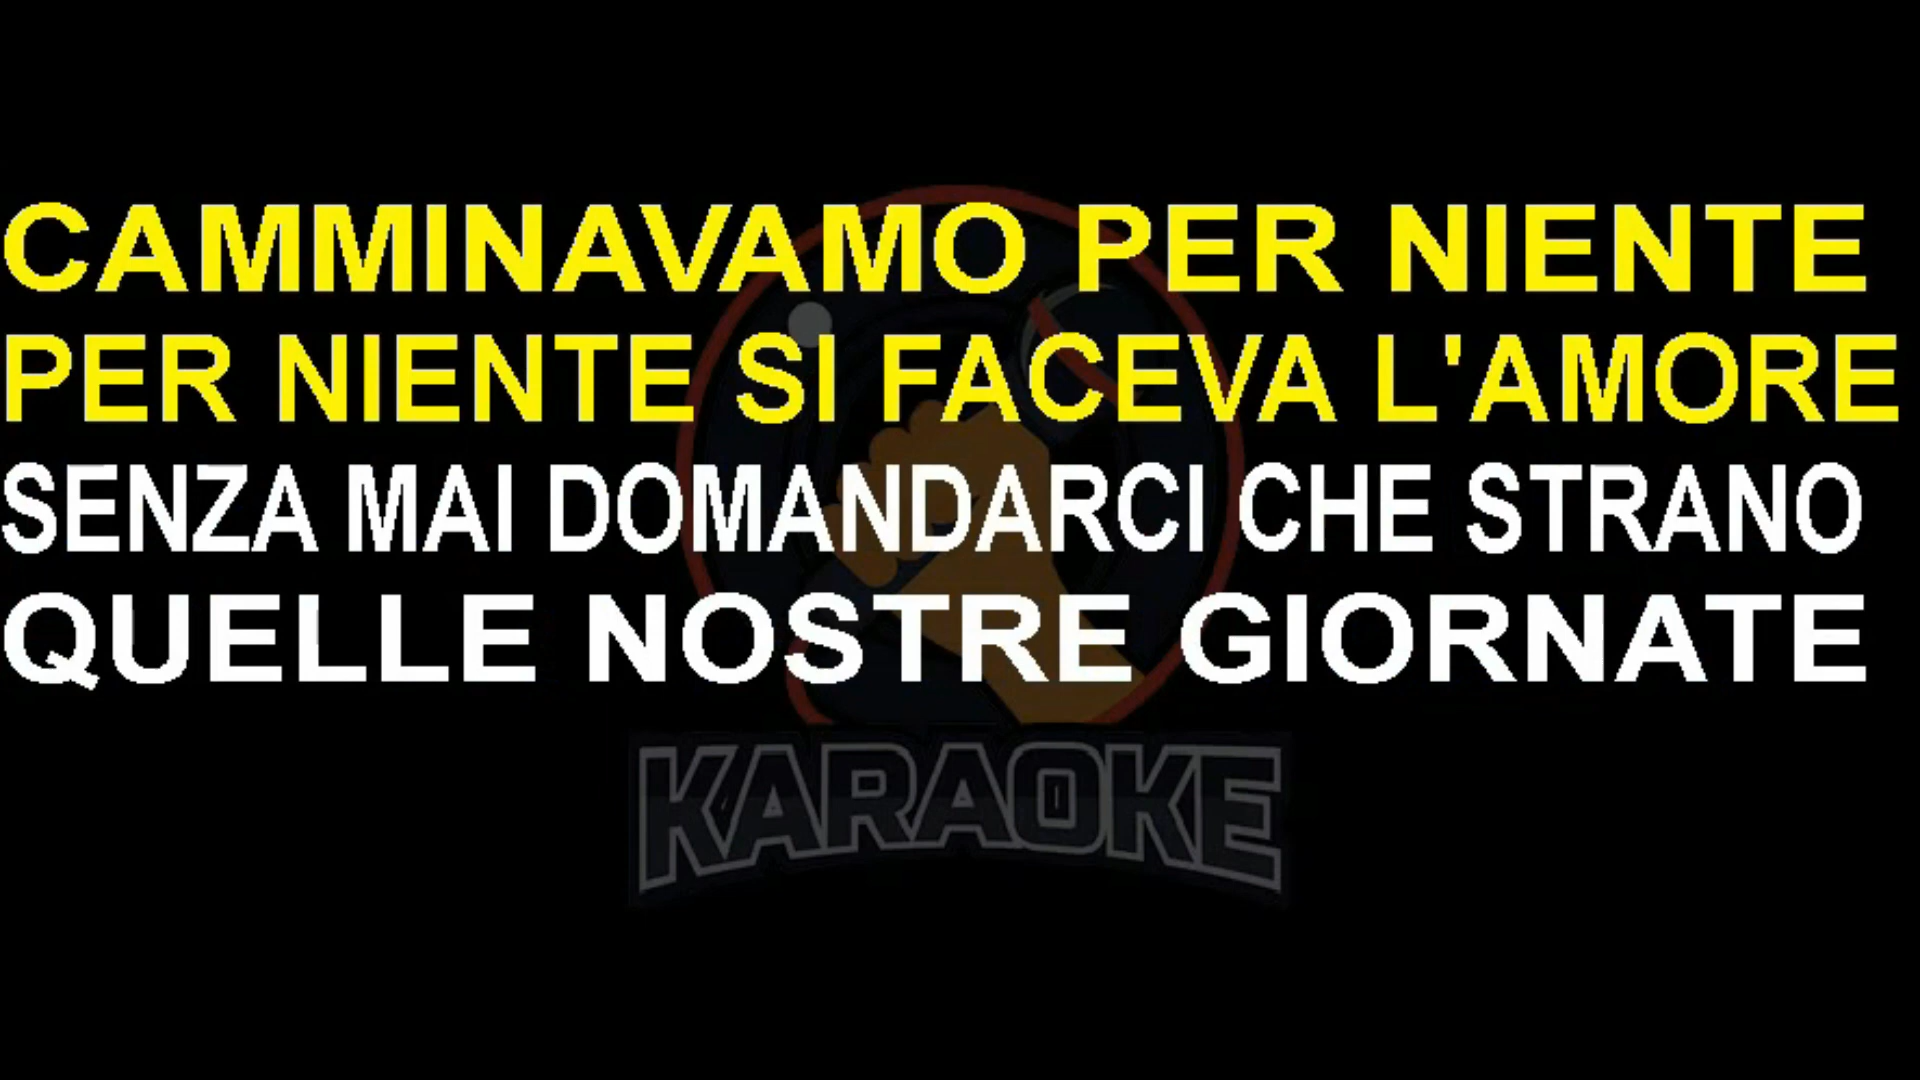 CAMMINAVAMO PER NIENTE
PER NIENTE SI FACEVA L'AMORE
SENZA MAI DOMANDARCI CHE STRANO
QUELLE NOSTRE GIORNATE
KARAOKE